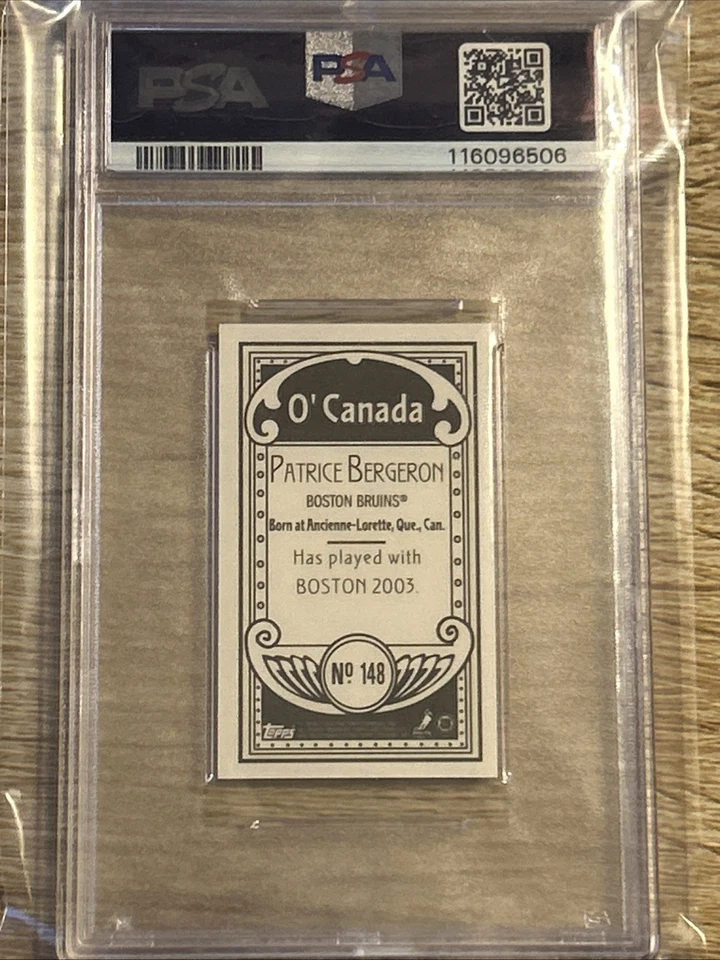 PSA PSA
116096506
O' Canada
PATRICE BERGERON
BOSTON BRUINS®
Born at Ancienne-Lorette, Que., Can.
Has played with
BOSTON 2003.
Nº 148
TOPPS